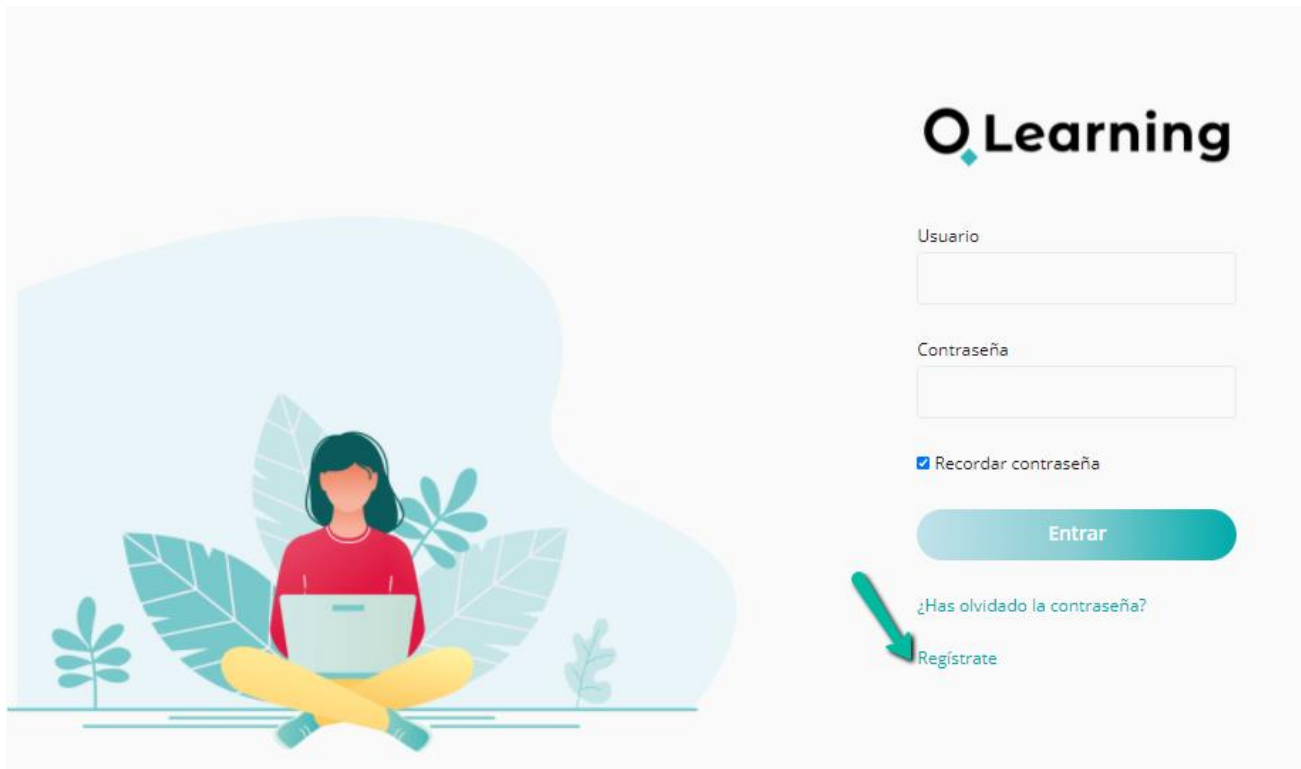 Q Learning
Usuario
Contraseña
Recordar contraseña
Entrar
¿Has olvidado la contraseña?
Regístrate